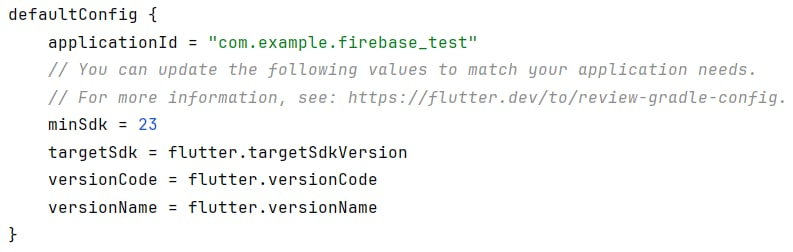 defaultConfig {
    applicationId = "com.example.firebase_test"
    // You can update the following values to match your application needs.
    // For more information, see: https://flutter.dev/to/review-gradle-config.
    minSdk = 23
    targetSdk = flutter.targetSdkVersion
    versionCode = flutter.versionCode
    versionName = flutter.versionName
}